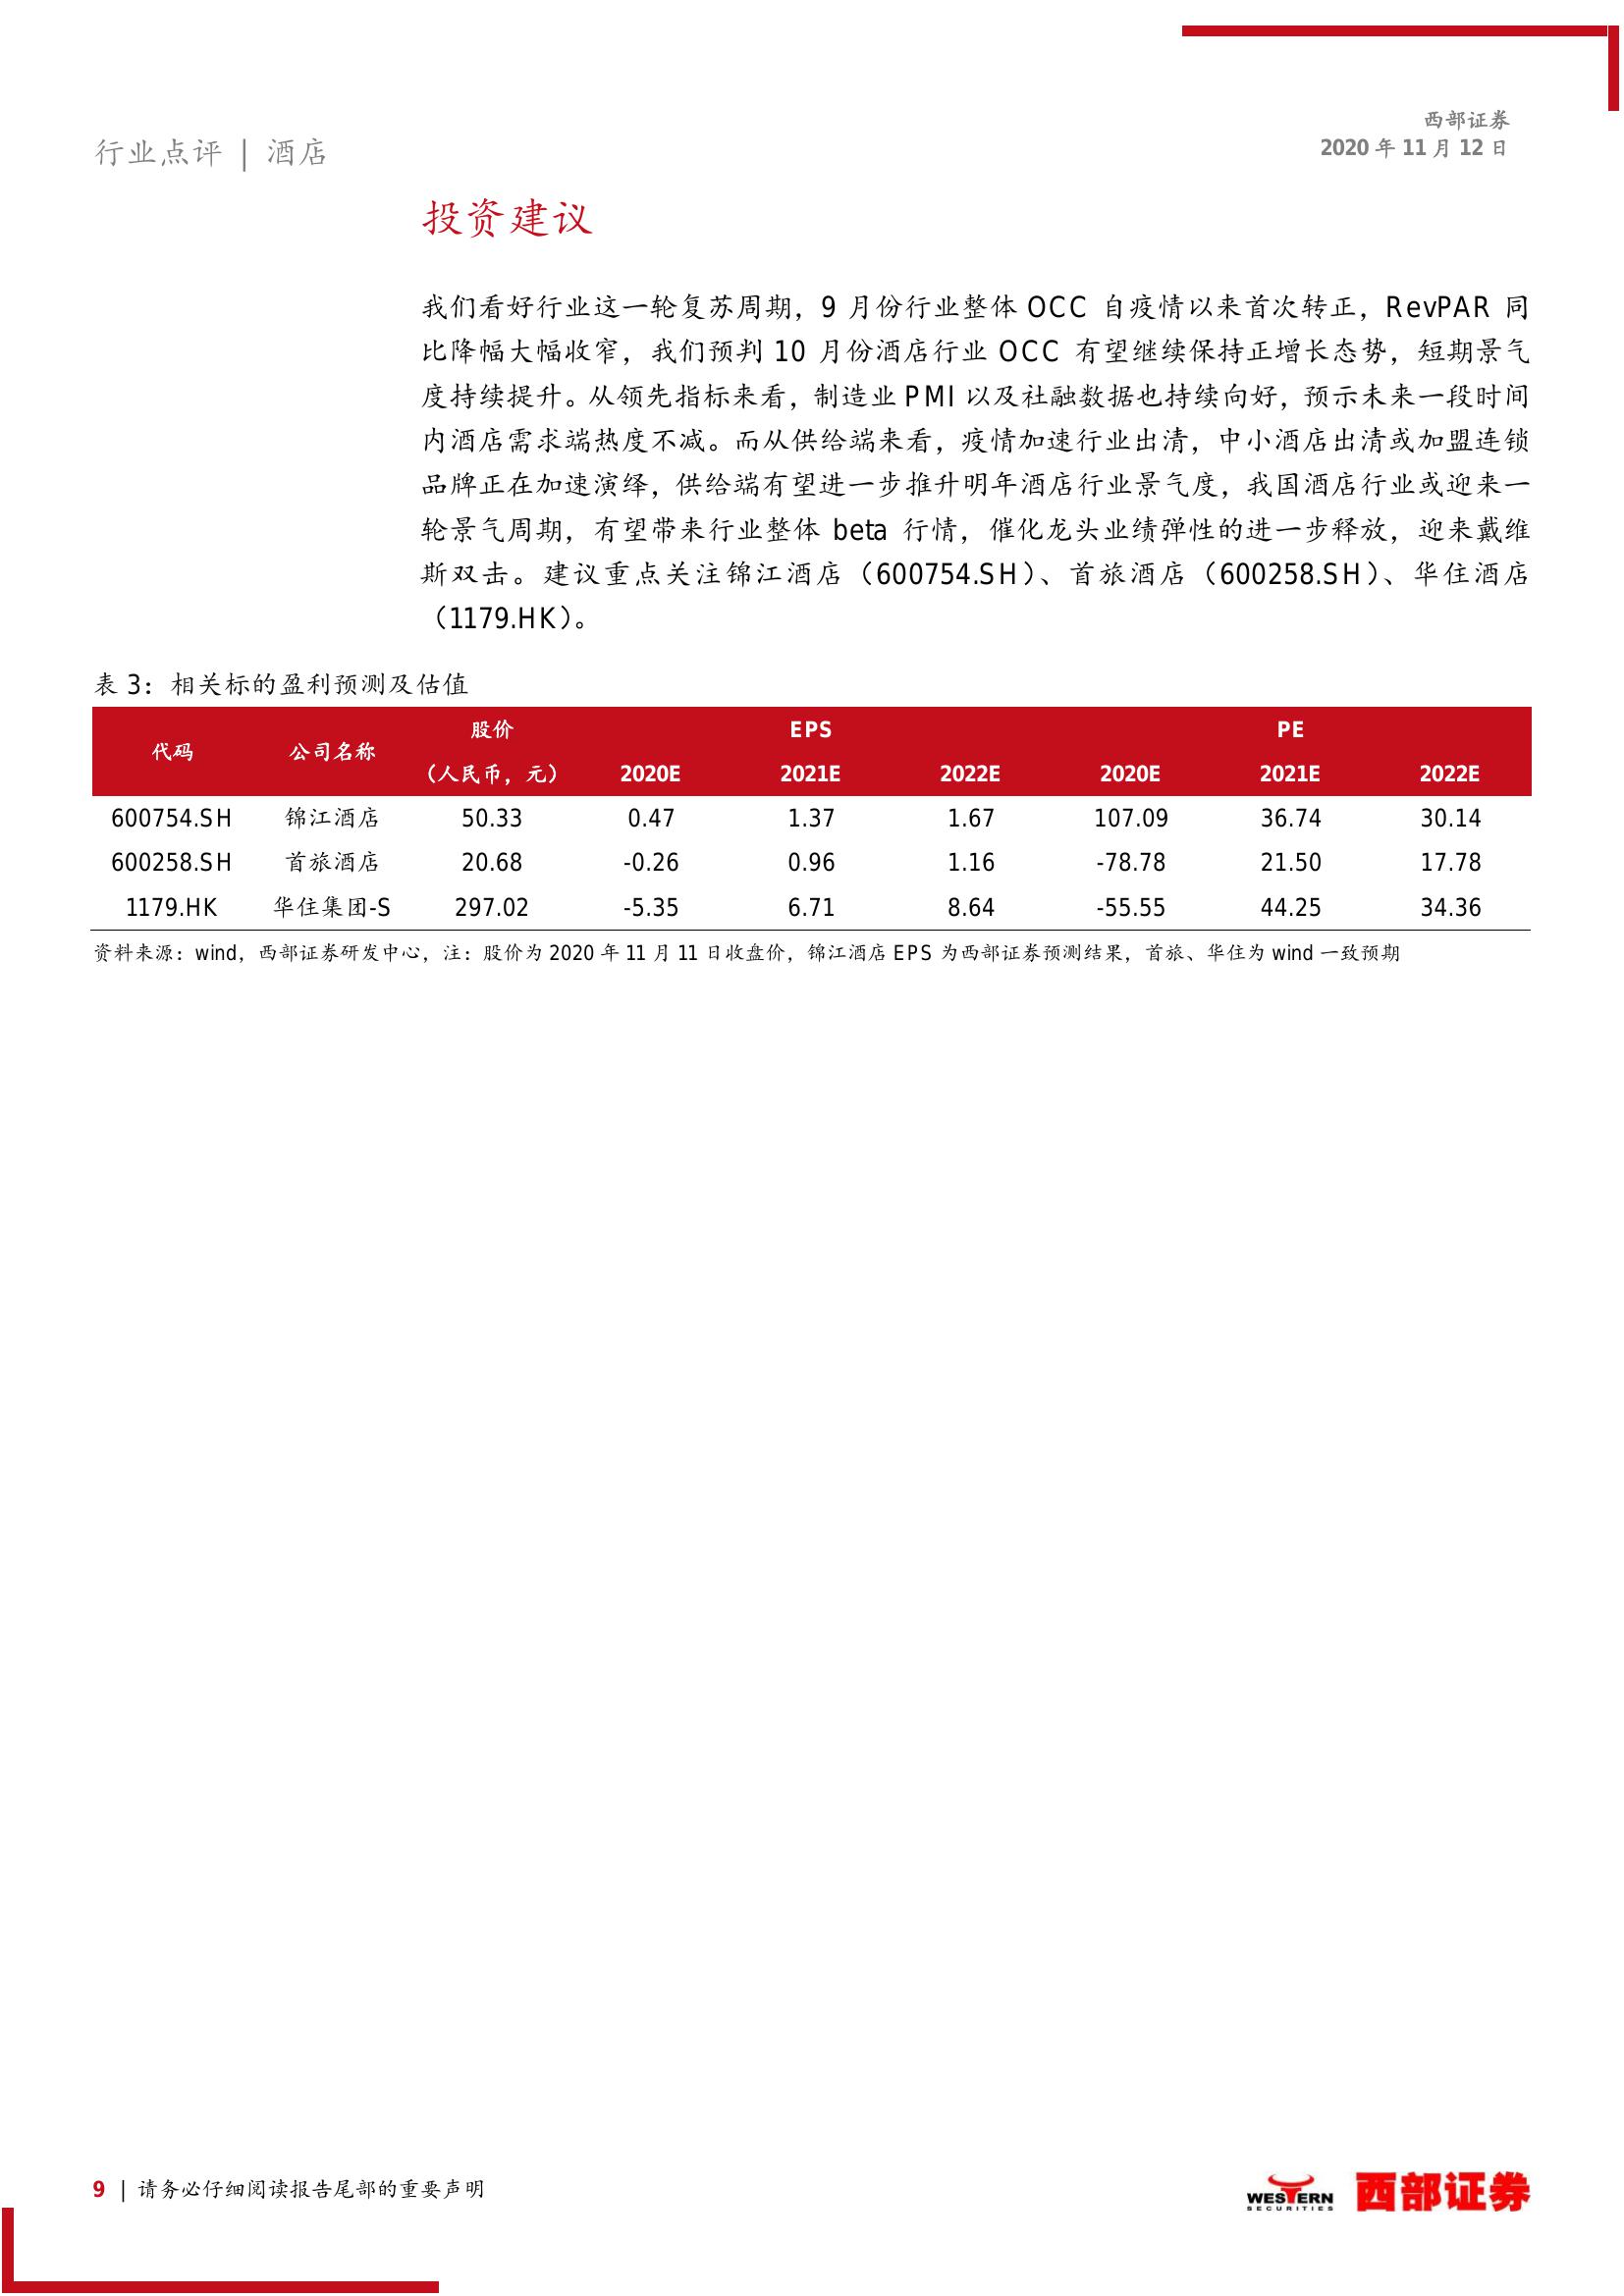 西部证券
2020 年 11 月 12 日
行业点评 | 酒店
投资建议
我们看好行业这一轮复苏周期，9 月份行业整体 OCC 自疫情以来首次转正，RevPAR 同
比降幅大幅收窄，我们预判 10 月份酒店行业 OCC 有望继续保持正增长态势，短期景气
度持续提升。从领先指标来看，制造业 PMI 以及社融数据也持续向好，预示未来一段时间
内酒店需求端热度不减。而从供给端来看，疫情加速行业出清，中小酒店出清或加盟连锁
品牌正在加速演绎，供给端有望进一步推升明年酒店行业景气度，我国酒店行业或迎来一
轮景气周期，有望带来行业整体 beta 行情，催化龙头业绩弹性的进一步释放，迎来戴维
斯双击。建议重点关注锦江酒店（600754.SH）、首旅酒店（600258.SH）、华住酒店
（1179.HK）。
表 3：相关标的盈利预测及估值
代码 公司名称 股价 EPS PE
（人民币，元） 2020E 2021E 2022E 2020E 2021E 2022E
600754.SH 锦江酒店 50.33 0.47 1.37 1.67 107.09 36.74 30.14
600258.SH 首旅酒店 20.68 -0.26 0.96 1.16 -78.78 21.50 17.78
1179.HK 华住集团-S 297.02 -5.35 6.71 8.64 -55.55 44.25 34.36
资料来源：wind，西部证券研发中心，注：股价为 2020 年 11 月 11 日收盘价，锦江酒店 EPS 为西部证券预测结果，首旅、华住为 wind 一致预期
9 | 请务必仔细阅读报告尾部的重要声明
WESTERN
SECURITIES
西部证券